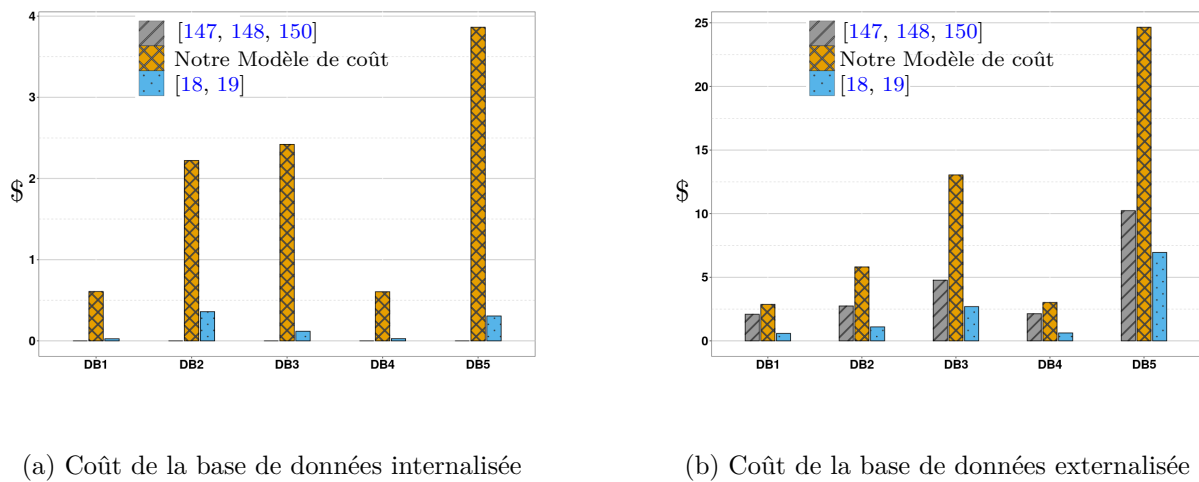 [147, 148, 150]
Notre Modèle de coût
[18, 19]
4
3
2
1
0
$
DB1 DB2 DB3 DB4 DB5
(a) Coût de la base de données internalisée
[147, 148, 150]
Notre Modèle de coût
[18, 19]
25
20
15
10
5
0
$
DB1 DB2 DB3 DB4 DB5
(b) Coût de la base de données externalisée